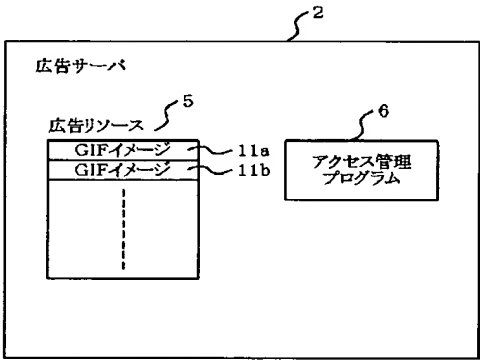 2
広告サーバ
広告リソース 5
GIFイメージ 11a
GIFイメージ 11b
6
アクセス管理
プログラム